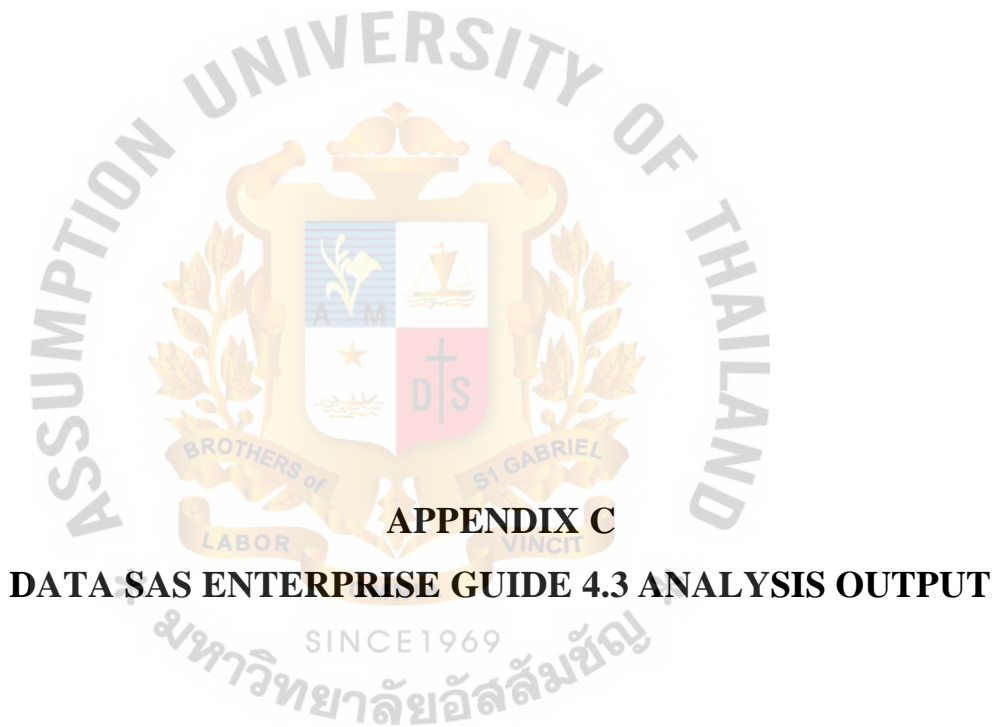 ASSUMPTION UNIVERSITY OF THAILAND
A M
D S
BROTHERS of
S1 GABRIEL
APPENDIX C
LABOR
VINCIT
DATA SAS ENTERPRISE GUIDE 4.3 ANALYSIS OUTPUT
* *
SINCE1969
มหาวิทยาลัยอัสสัมชัญ